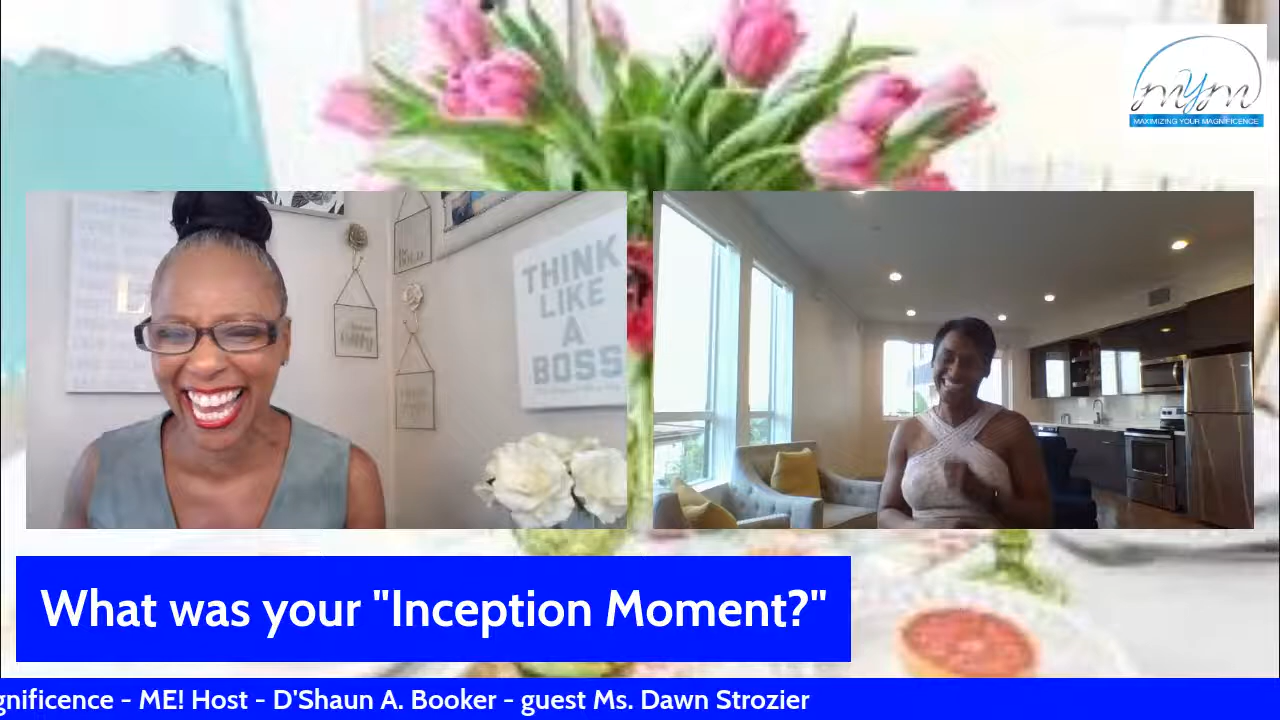 mym
MAXIMIZING YOUR MAGNIFICENCE
THINK
LIKE
A
BOSS
What was your "Inception Moment?"
gnificence - ME! Host - D'Shaun A. Booker - guest Ms. Dawn Strozier